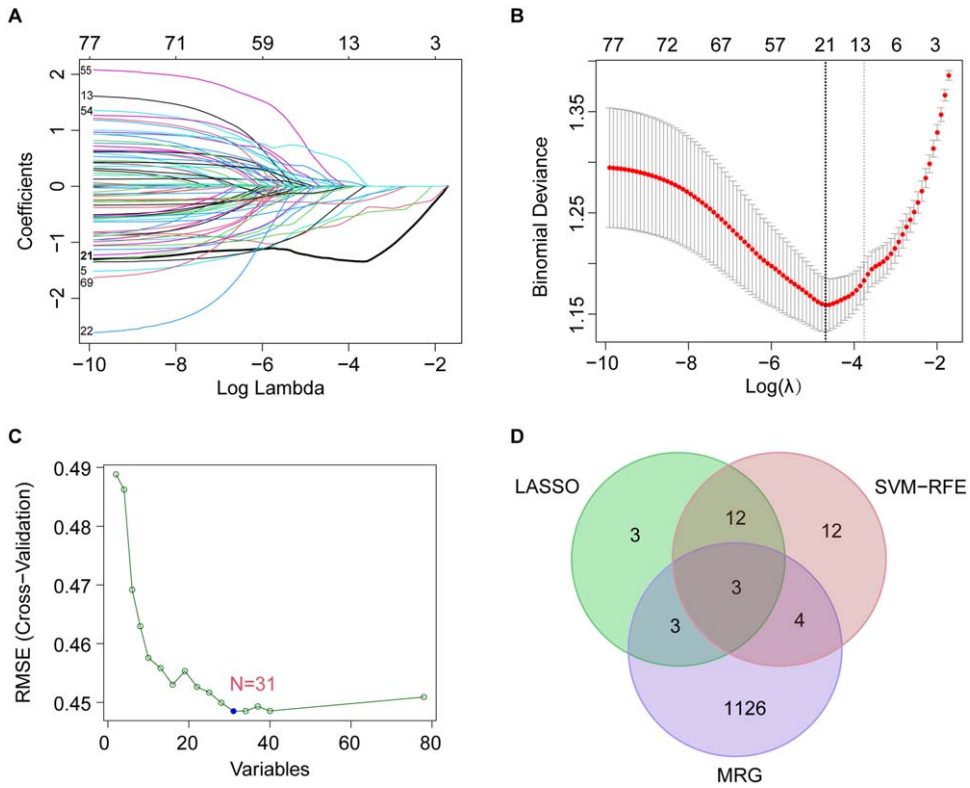 A
77 71 59 13 3
Coefficients
2
1
0
−1
−2
55
13
54
21
5
69
22
−10 −8 −6 −4 −2
Log Lambda
B
77 72 67 57 21 13 6 3
Binomial Deviance
1.35
1.25
1.15
−10 −8 −6 −4 −2
Log(λ)
C
RMSE (Cross−Validation)
0.49
0.48
0.47
0.46
0.45
N=31
0 20 40 60 80
Variables
D
LASSO
SVM−RFE
3 12 12
3
3 4
1126
MRG